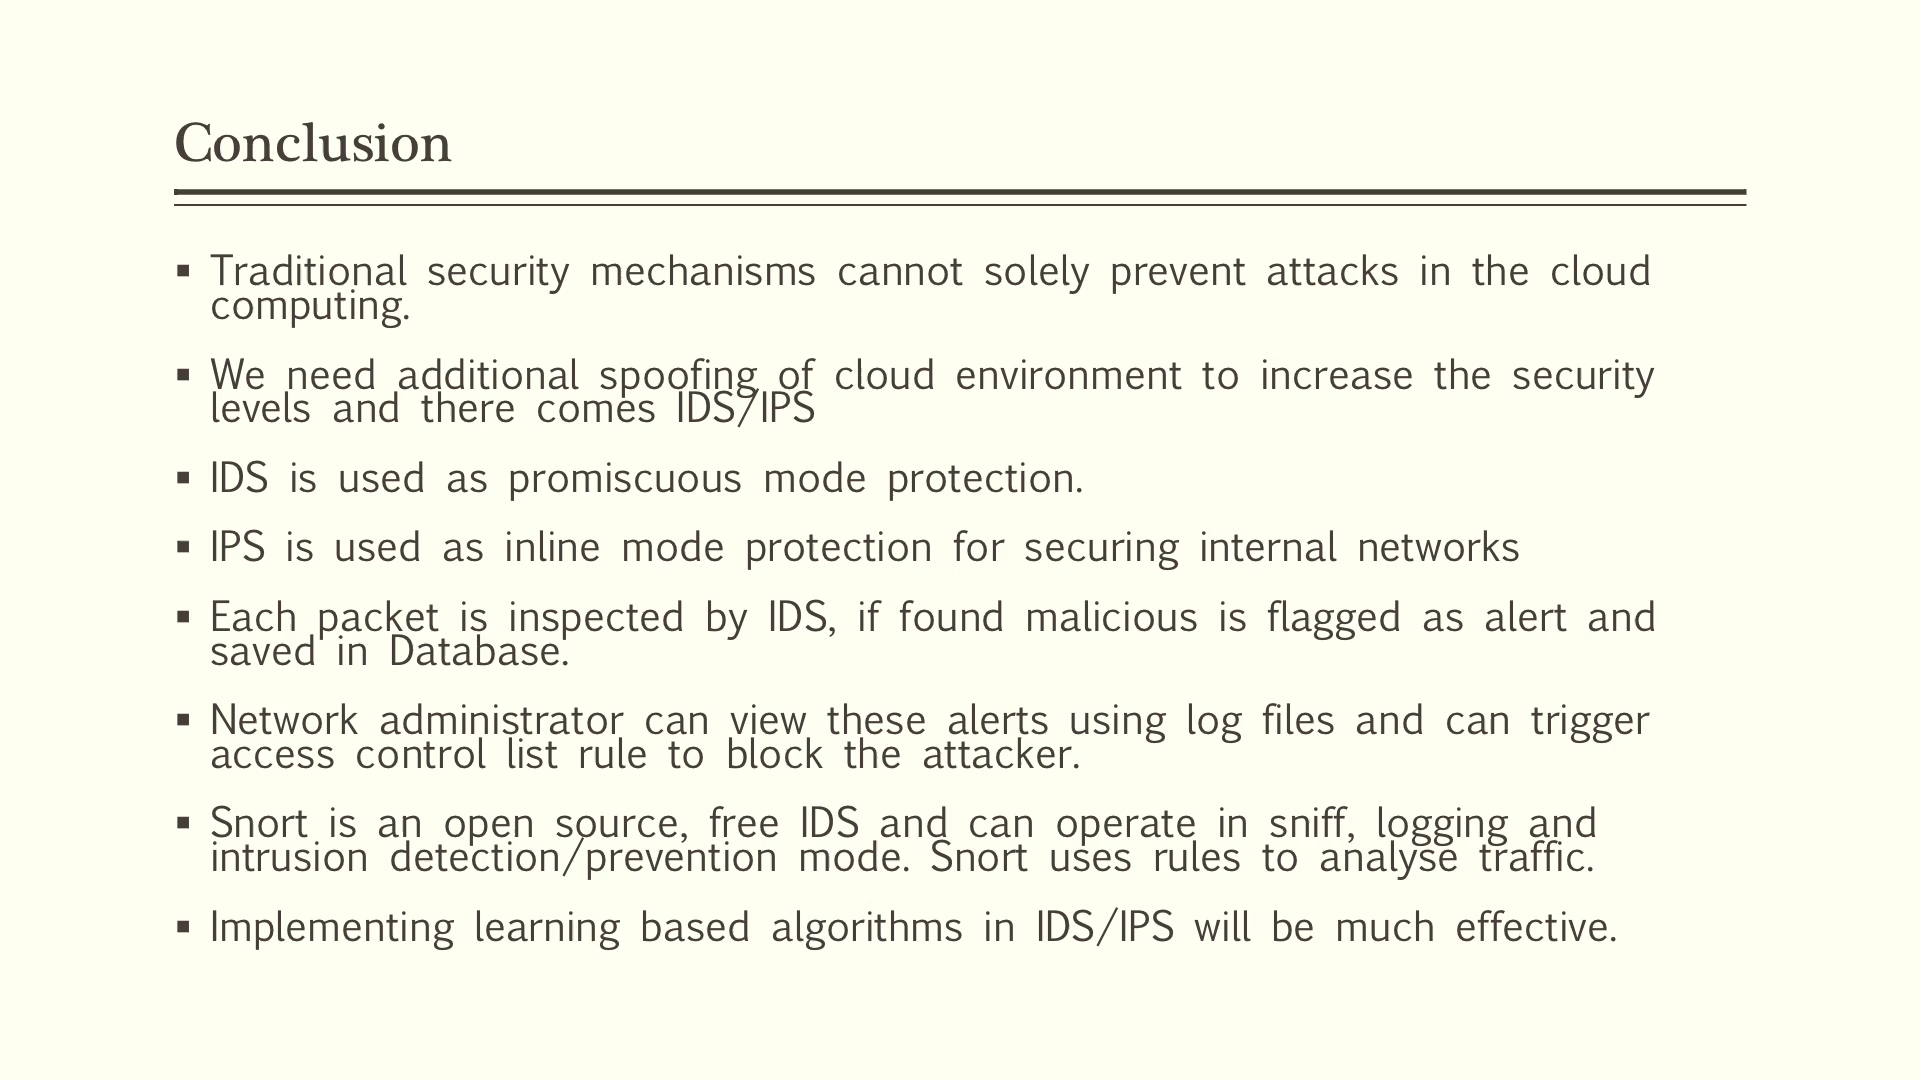 Conclusion
▪ Traditional security mechanisms cannot solely prevent attacks in the cloud
computing.
▪ We need additional spoofing of cloud environment to increase the security
levels and there comes IDS/IPS
▪ IDS is used as promiscuous mode protection.
▪ IPS is used as inline mode protection for securing internal networks
▪ Each packet is inspected by IDS, if found malicious is flagged as alert and
saved in Database.
▪ Network administrator can view these alerts using log files and can trigger
access control list rule to block the attacker.
▪ Snort is an open source, free IDS and can operate in sniff, logging and
intrusion detection/prevention mode. Snort uses rules to analyse traffic.
▪ Implementing learning based algorithms in IDS/IPS will be much effective.